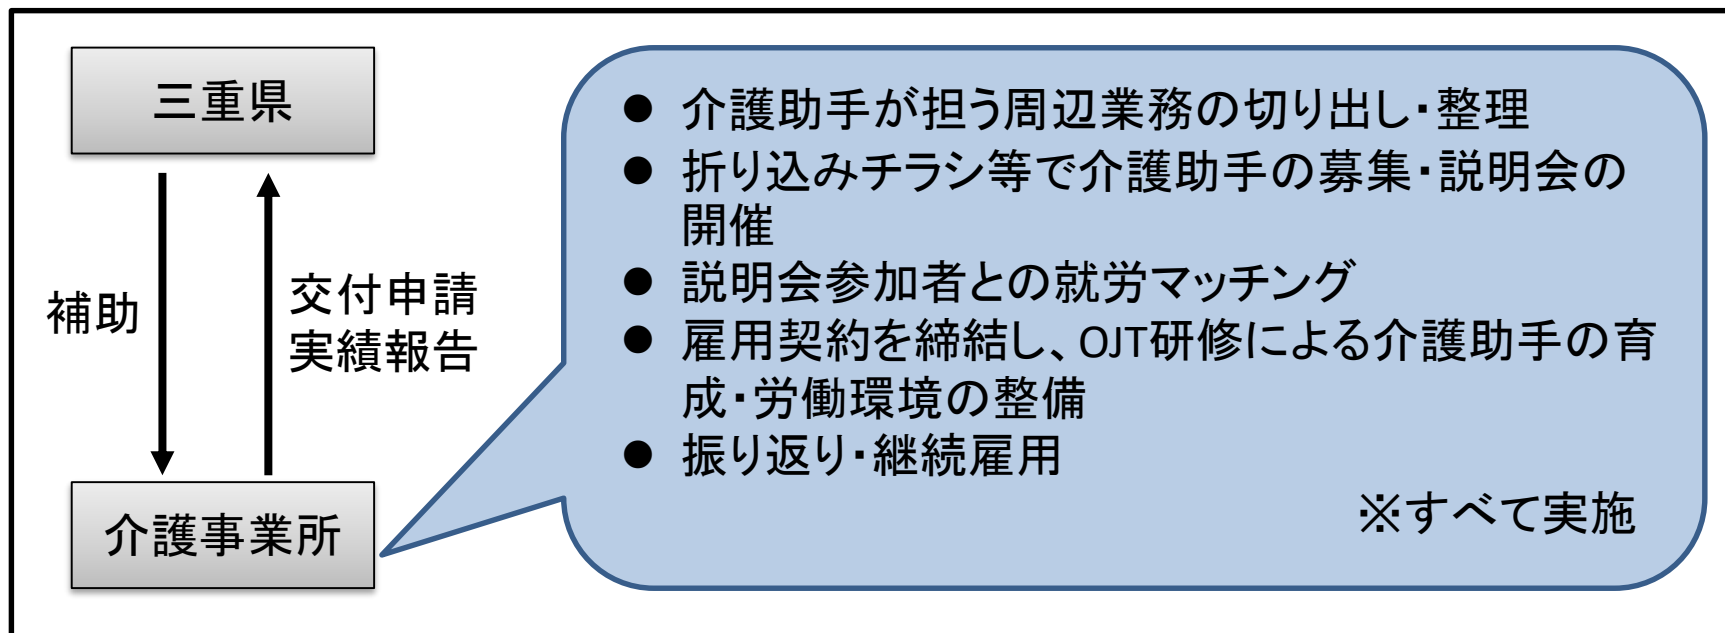 三重県
補助
交付申請
実績報告
介護事業所
● 介護助手が担う周辺業務の切り出し・整理
● 折り込みチラシ等で介護助手の募集・説明会の
開催
● 説明会参加者との就労マッチング
● 雇用契約を締結し、OJT研修による介護助手の育
成・労働環境の整備
● 振り返り・継続雇用
※すべて実施